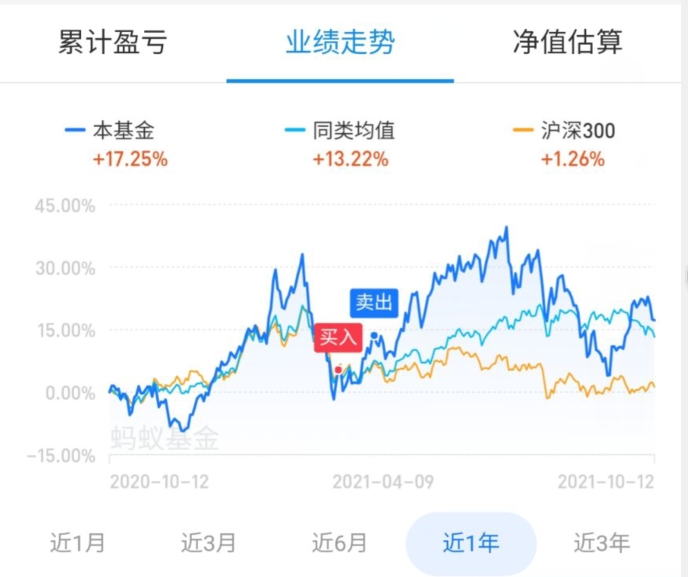 累计盈亏 业绩走势 净值估算
本基金 同类均值 沪深300
+17.25% +13.22% +1.26%
45.00%
30.00%
卖出
15.00%
买入
0.00%
蚂蚁基金
-15.00%
2020-10-12 2021-04-09 2021-10-12
近1月 近3月 近6月 近1年 近3年